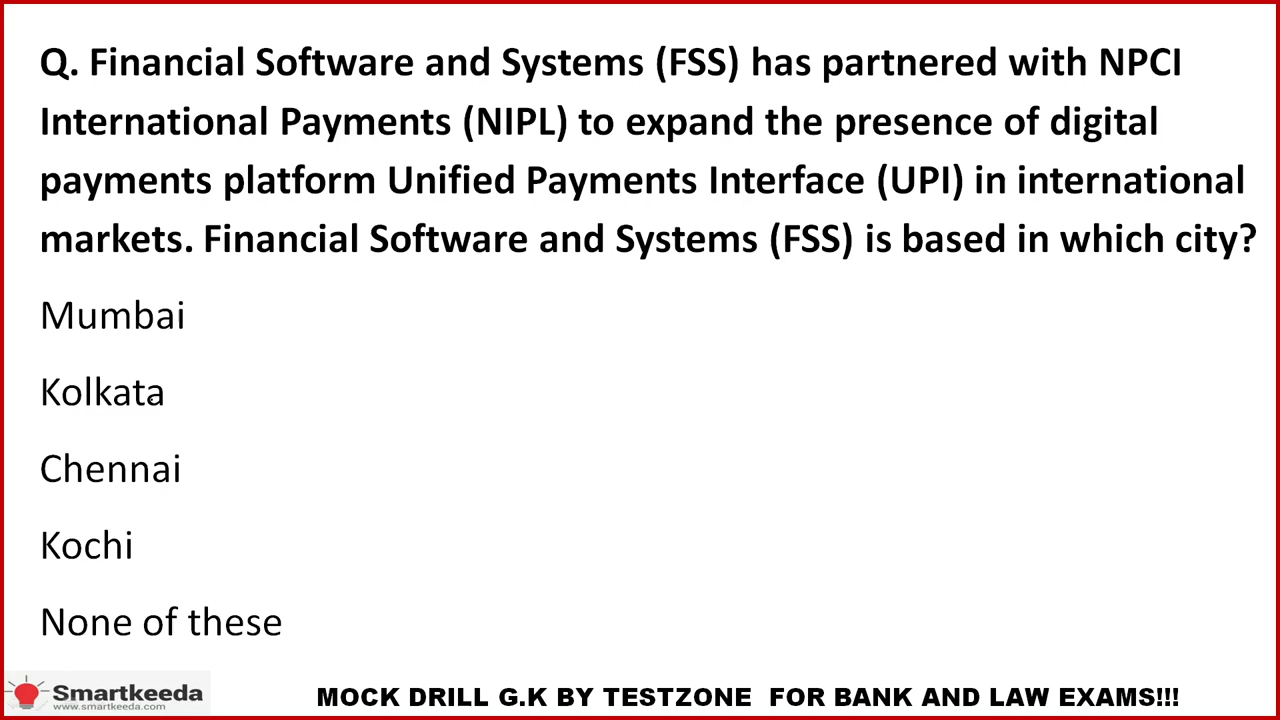 Q. Financial Software and Systems (FSS) has partnered with NPCI
International Payments (NIPL) to expand the presence of digital
payments platform Unified Payments Interface (UPI) in international
markets. Financial Software and Systems (FSS) is based in which city?
Mumbai
Kolkata
Chennai
Kochi
None of these
Smartkeeda
www.smartkeeda.com
MOCK DRILL G.K BY TESTZONE FOR BANK AND LAW EXAMS!!!